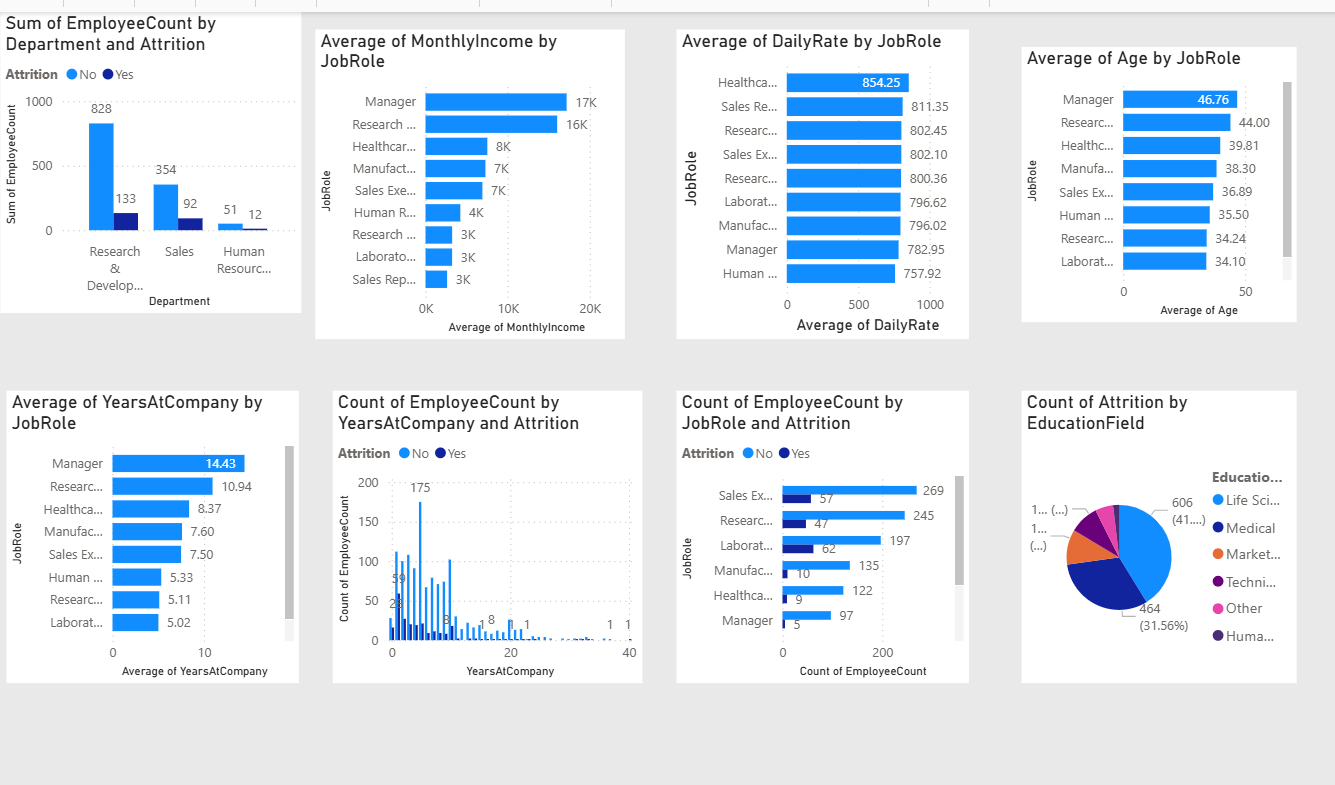 Sum of EmployeeCount by
Department and Attrition
Attrition No Yes
Sum of EmployeeCount
1000
500
0
828
133
354
92
51
12
Research
&
Develop...
Sales
Human
Resourc...
Department
Average of MonthlyIncome by
JobRole
JobRole
Manager 17K
Research ... 16K
Healthcar... 8K
Manufact... 7K
Sales Exe... 7K
Human R... 4K
Research ... 3K
Laborato... 3K
Sales Rep... 3K
0K 10K 20K
Average of MonthlyIncome
Average of DailyRate by JobRole
JobRole
Healthca... 854.25
Sales Re... 811.35
Researc... 802.45
Sales Ex... 802.10
Researc... 800.36
Laborat... 796.62
Manufac... 796.02
Manager 782.95
Human ... 757.92
0 500 1000
Average of DailyRate
Average of Age by JobRole
JobRole
Manager 46.76
Researc... 44.00
Healthc... 39.81
Manufa... 38.30
Sales Ex... 36.89
Human ... 35.50
Researc... 34.24
Laborat... 34.10
0 50
Average of Age
Average of YearsAtCompany by
JobRole
JobRole
Manager 14.43
Researc... 10.94
Healthca... 8.37
Manufac... 7.60
Sales Ex... 7.50
Human ... 5.33
Researc... 5.11
Laborat... 5.02
0 10
Average of YearsAtCompany
Count of EmployeeCount by
YearsAtCompany and Attrition
Attrition No Yes
Count of EmployeeCount
200
150
100
50
0
175
59
8
1
8
1
1
1
1
0 20 40
YearsAtCompany
Count of EmployeeCount by
JobRole and Attrition
Attrition No Yes
JobRole
Sales Ex... 269
57
Researc... 245
47
Laborat... 197
62
Manufac... 135
10
Healthca... 122
9
Manager 97
5
0 200
Count of EmployeeCount
Count of Attrition by
EducationField
606
(41....)
464
(31.56%)
1...
(...)
1... (...)
Educatio...
Life Sci...
Medical
Market...
Techni...
Other
Huma...